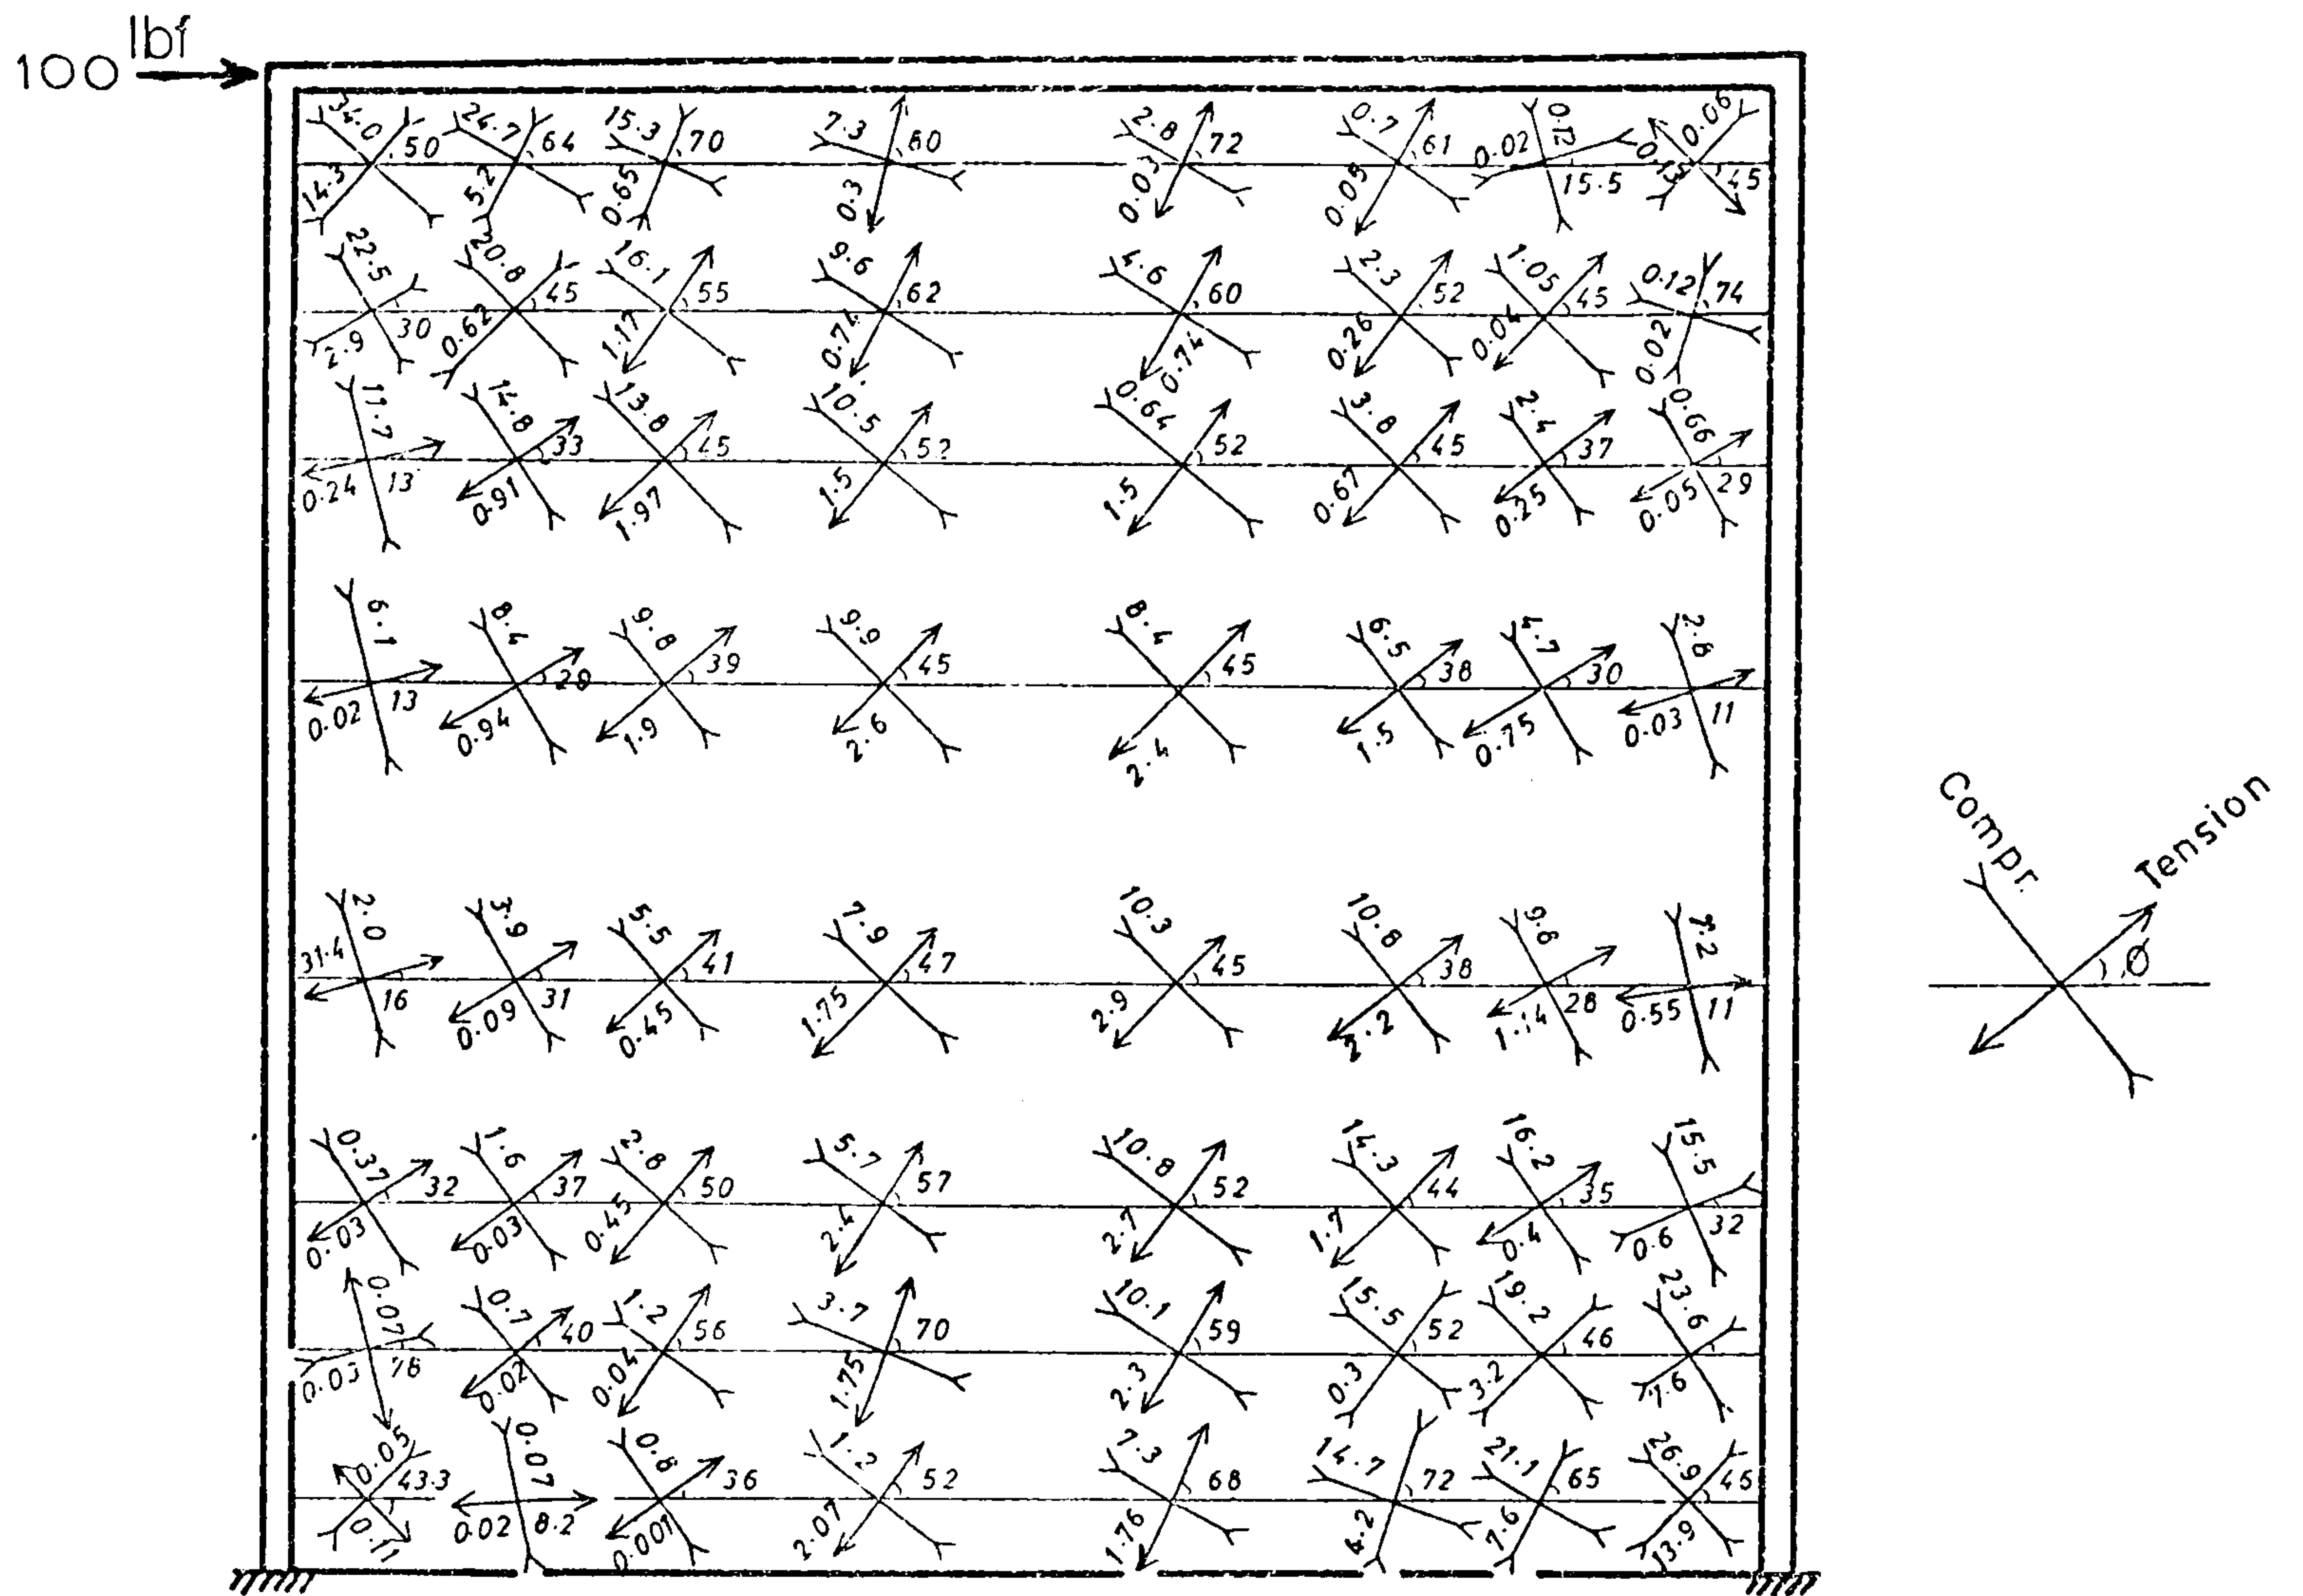 lbf
100
34.0 50 24.7 64 15.3 70 7.3 80 2.8 72 0.7 61 0.02 0.12 0.06
14.3 5.2 0.65 0.3 0.03 0.05 15.5 0.13 45
22.5 20.8 45 16.1 55 9.6 62 4.6 60 2.3 52 1.05 45 0.12 74
2.9 30 0.62 1.17 0.74 0.74 0.26 0.04 0.02
11.7 14.8 33 13.8 45 10.5 52 0.64 52 3.8 45 2.4 37 0.66
0.24 13 0.91 1.97 1.5 1.5 0.67 0.25 0.05 29
6.1 8.4 28 9.8 39 9.9 45 8.4 45 6.5 38 4.7 30 2.8
0.02 13 0.94 1.9 2.6 2.4 1.5 0.75 0.03 11
Compr. Tension
Ø
31.4 2.0 3.9 5.5 41 7.9 47 10.3 45 10.8 38 9.8 7.2
16 0.09 31 0.45 1.75 2.9 2.2 1.14 28 0.55 11
0.37 32 1.6 37 2.8 50 5.7 57 10.8 52 14.3 44 16.2 35 15.5
0.03 0.03 0.45 2.4 2.7 1.7 0.4 0.6 32
0.07 0.7 40 1.2 56 3.7 70 10.1 59 15.5 52 19.2 46 23.6
0.03 78 0.02 0.04 1.75 2.3 0.3 3.2 7.6
0.05 43.3 0.07 0.8 36 1.2 52 7.3 68 14.7 72 21.1 65 26.9 45
0.11 0.02 8.2 0.001 2.07 1.76 4.2 7.6 13.9